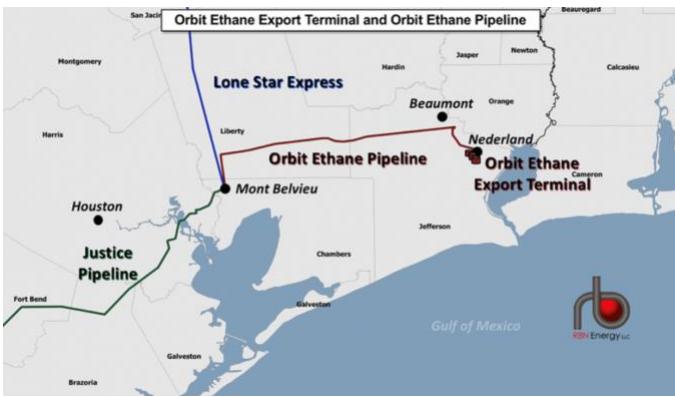 Orbit Ethane Export Terminal and Orbit Ethane Pipeline
San Jacin
Beauregard
Montgomery
Hardin
Jasper
Newton
Calcasieu
Lone Star Express
Beaumont
Orange
Harris
Liberty
Nederland
Orbit Ethane Pipeline
Orbit Ethane
Export Terminal
Cameron
Mont Belvieu
Houston
Justice
Pipeline
Jefferson
Chambers
Fort Bend
Galveston
Gulf of Mexico
RBN Energy LLC
Galveston
Brazoria